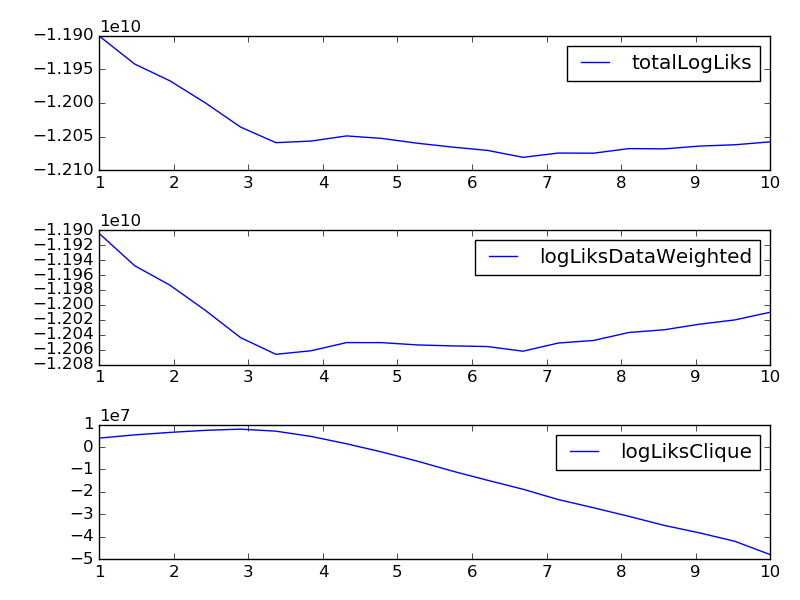 1e10
−1.190
−1.195
−1.200
−1.205
−1.210
totalLogLiks
1 2 3 4 5 6 7 8 9 10
1e10
−1.190
−1.192
−1.194
−1.196
−1.198
−1.200
−1.202
−1.204
−1.206
−1.208
logLiksDataWeighted
1 2 3 4 5 6 7 8 9 10
1e7
1
0
−1
−2
−3
−4
−5
logLiksClique
1 2 3 4 5 6 7 8 9 10